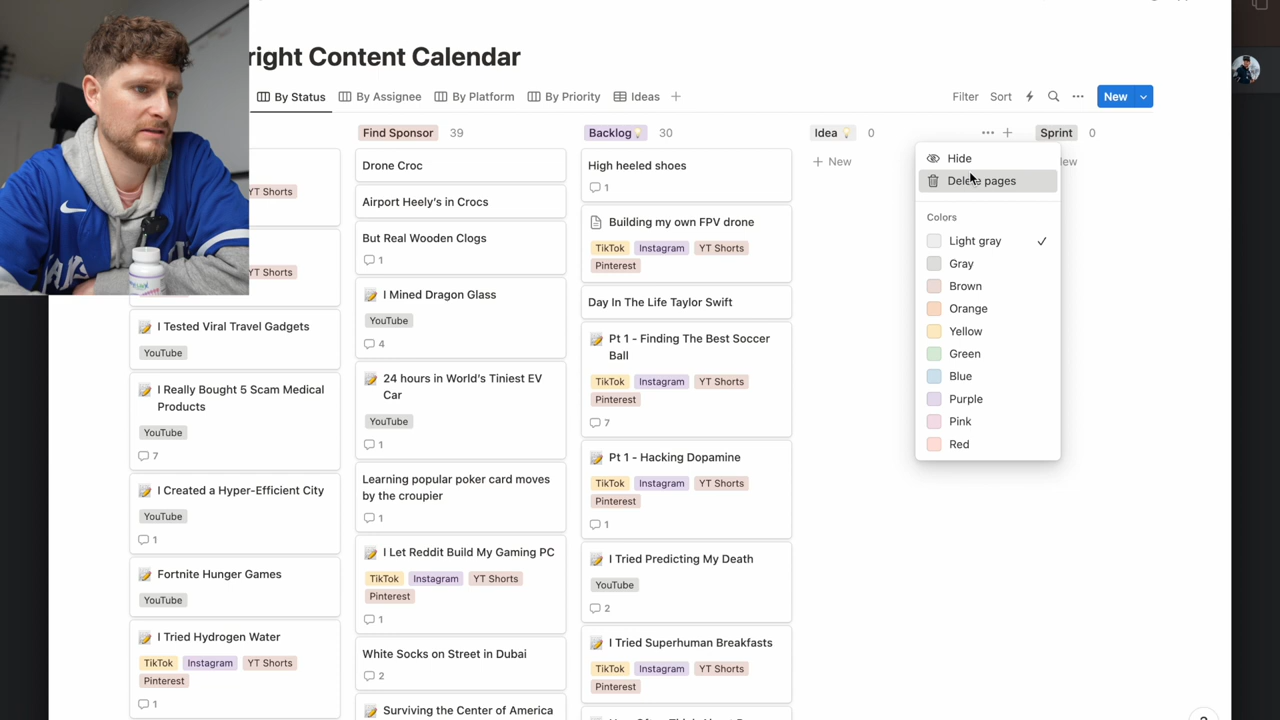 right Content Calendar
By Status
By Assignee
By Platform
By Priority
Ideas
Filter
Sort
New
YT Shorts
YT Shorts
I Tested Viral Travel Gadgets
YouTube
I Really Bought 5 Scam Medical
Products
YouTube
7
I Created a Hyper-Efficient City
YouTube
1
Fortnite Hunger Games
YouTube
I Tried Hydrogen Water
TikTok Instagram YT Shorts
Pinterest
1
Find Sponsor 39
Drone Croc
Airport Heely's in Crocs
But Real Wooden Clogs
1
I Mined Dragon Glass
YouTube
4
24 hours in World's Tiniest EV
Car
YouTube
1
Learning popular poker card moves
by the croupier
1
I Let Reddit Build My Gaming PC
TikTok Instagram YT Shorts
Pinterest
1
White Socks on Street in Dubai
2
Surviving the Center of America
Backlog 30
High heeled shoes
1
Building my own FPV drone
TikTok Instagram YT Shorts
Pinterest
Day In The Life Taylor Swift
Pt 1 - Finding The Best Soccer
Ball
TikTok Instagram YT Shorts
Pinterest
7
Pt 1 - Hacking Dopamine
TikTok Instagram YT Shorts
Pinterest
1
I Tried Predicting My Death
YouTube
2
I Tried Superhuman Breakfasts
TikTok Instagram YT Shorts
Pinterest
Idea 0
New
Sprint 0
Hide
Delete pages
Colors
Light gray
Gray
Brown
Orange
Yellow
Green
Blue
Purple
Pink
Red